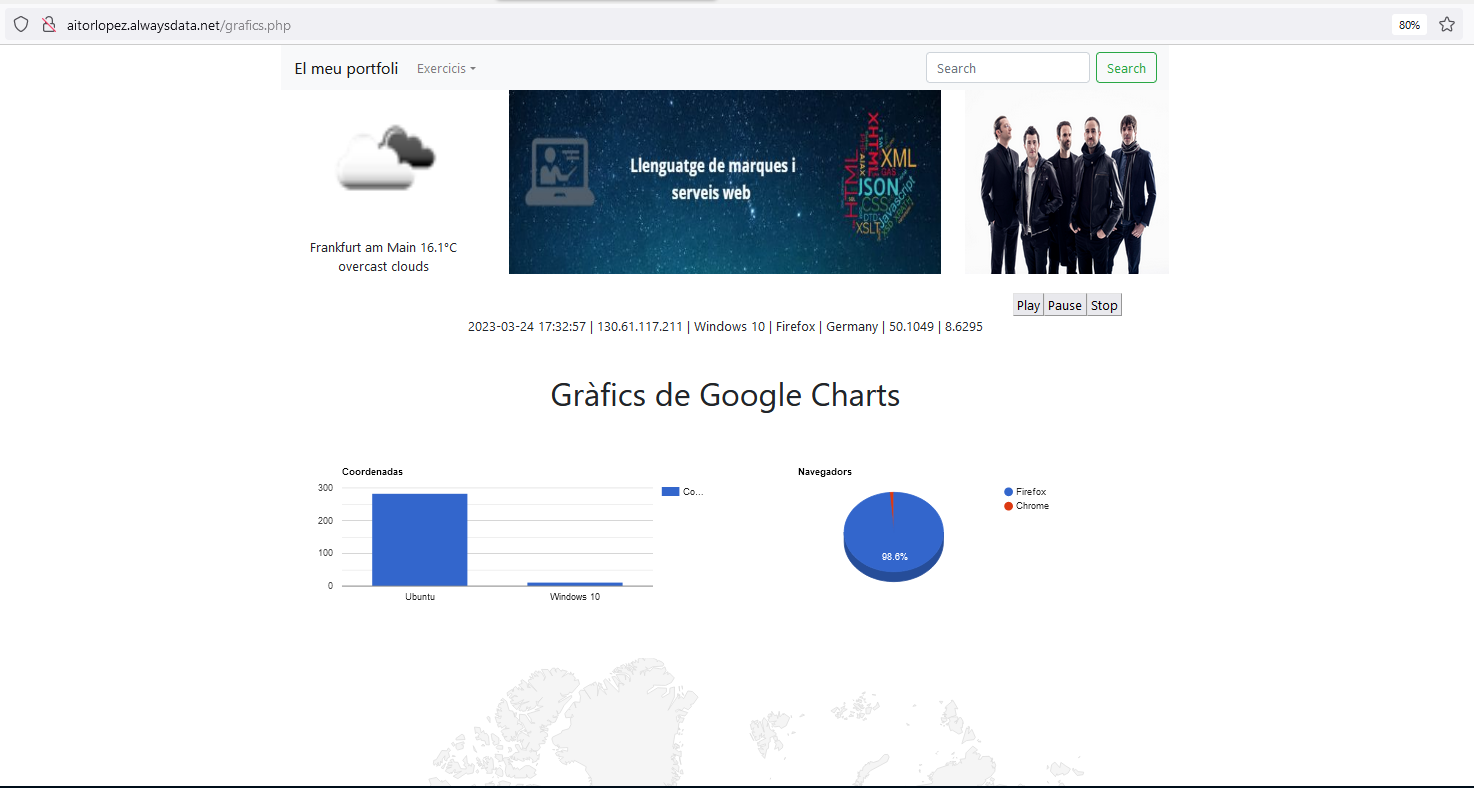 aitorlopez.alwaysdata.net/grafics.php
80%
El meu portfoli
Exercicis
Search
Search
Llenguatge de marques i
serveis web
XHTML
HTML
XML
AJAX
SAS
JSON
CSS
DTD
XSLT
Javascript
XPATH
Frankfurt am Main 16.1°C
overcast clouds
Play
Pause
Stop
2023-03-24 17:32:57 | 130.61.117.211 | Windows 10 | Firefox | Germany | 50.1049 | 8.6295
Gràfics de Google Charts
Coordenadas
300
200
100
0
Ubuntu
Windows 10
Co...
Navegadors
98.6%
Firefox
Chrome